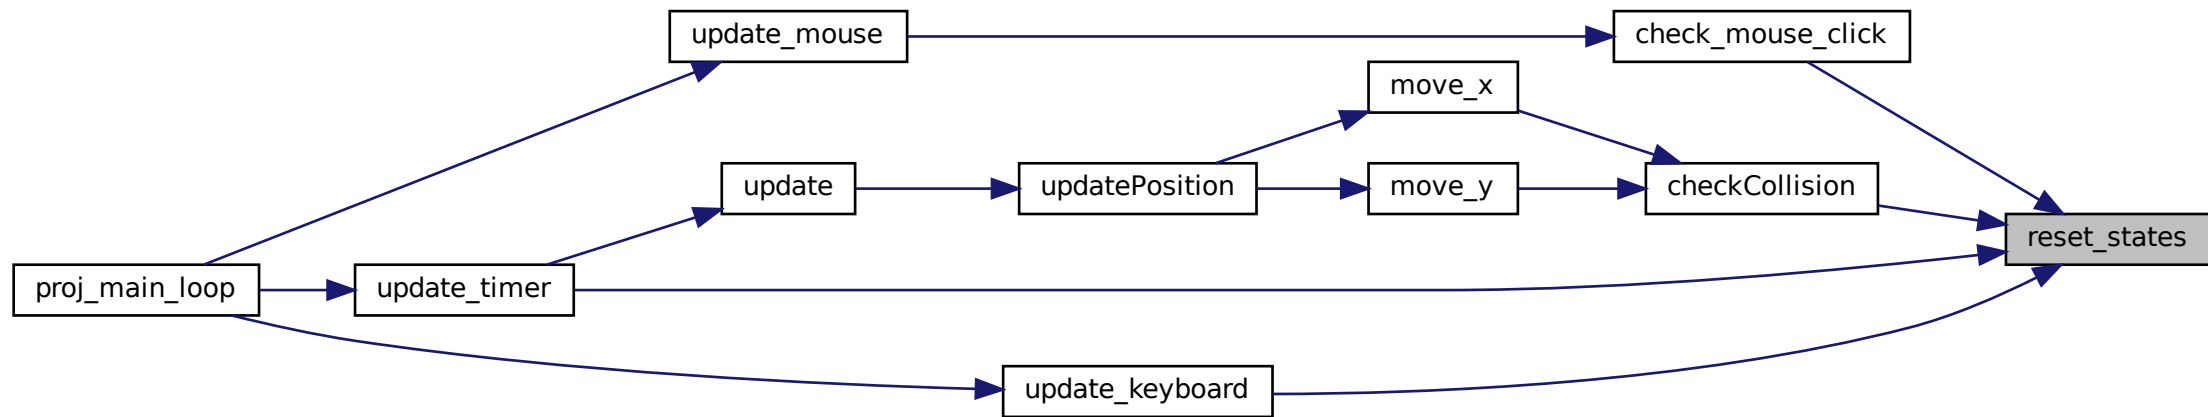 update_mouse
check_mouse_click
move_x
update
updatePosition
move_y
checkCollision
reset_states
proj_main_loop
update_timer
update_keyboard